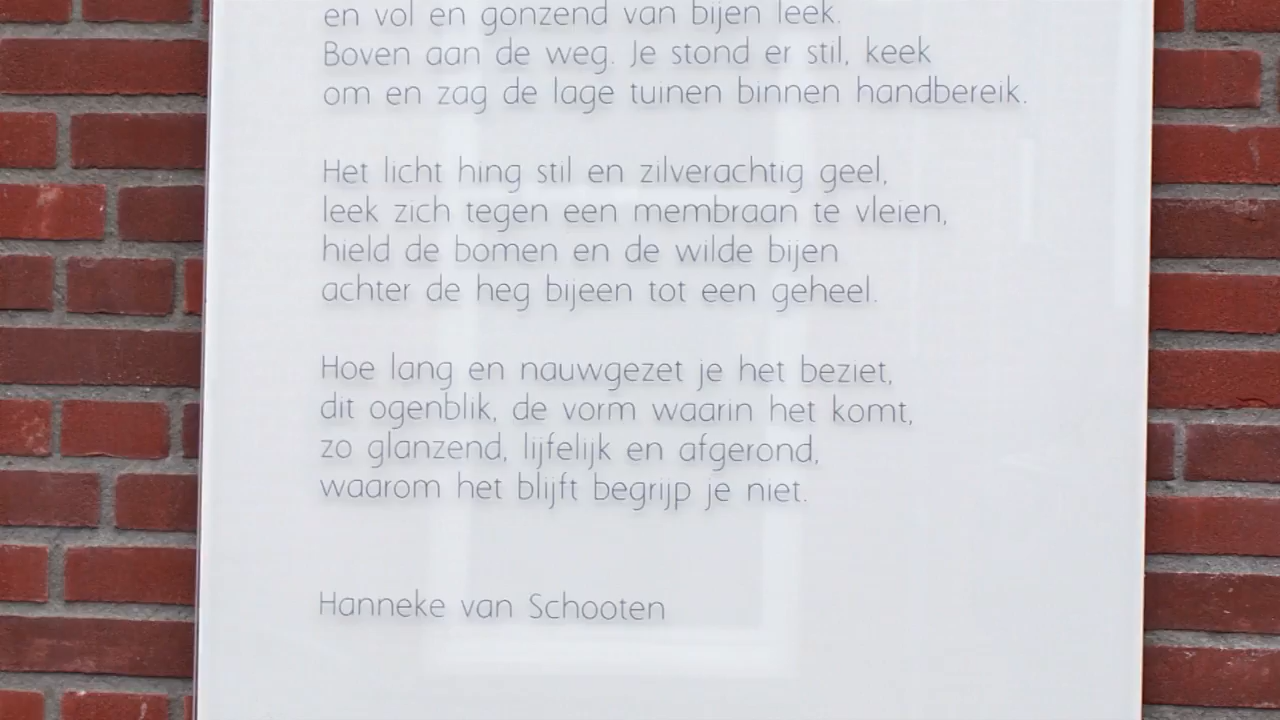 en vol en gonzend van bijen leek.
Boven aan de weg. Je stond er stil, keek
om en zag de lage tuinen binnen handbereik.
Het licht hing stil en zilverachtig geel,
leek zich tegen een membraan te vleien,
hield de bomen en de wilde bijen
achter de heg bijeen tot een geheel.
Hoe lang en nauwgezet je het beziet,
dit ogenblik, de vorm waarin het komt,
zo glanzend, lijfelijk en afgerond,
waarom het blijft begrijp je niet.
Hanneke van Schooten